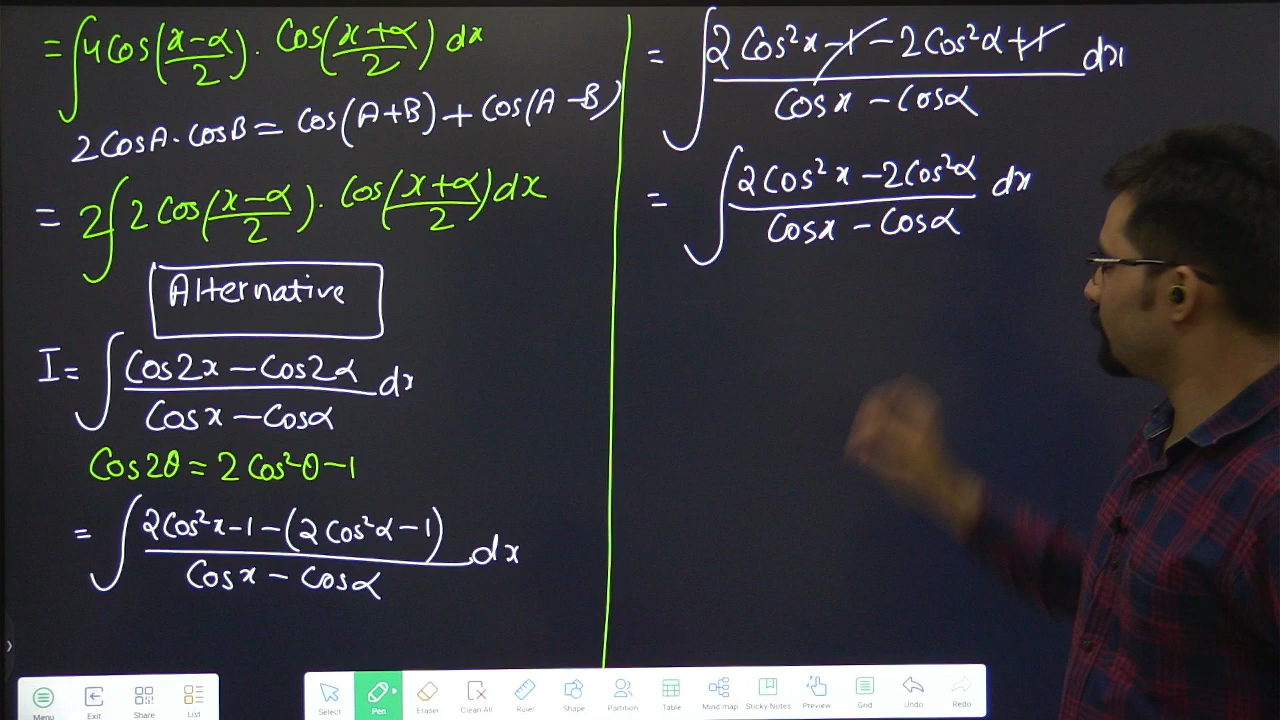 = ∫4Cos(x-α/2). Cos(x+α/2) dx
2CosA.CosB = Cos(A+B)+Cos(A-B)
= 2∫2Cos(x-α/2). Cos(x+α/2)dx
Alternative
I = ∫ Cos2x - Cos2α / Cosx - Cosα dx
Cos2θ = 2Cos²θ-1
= ∫ 2Cos²x-1-(2Cos²α-1) / Cosx - Cosα dx
= ∫ 2Cos²x-1-2Cos²α+1 / Cosx - Cosα dx
= ∫ 2Cos²x-2Cos²α / Cosx - Cosα dx
Menu Exit Share List
Select Pen Eraser Clean All Ruler Shape Partition Table Mind map Sticky Notes Preview Grid Undo Redo